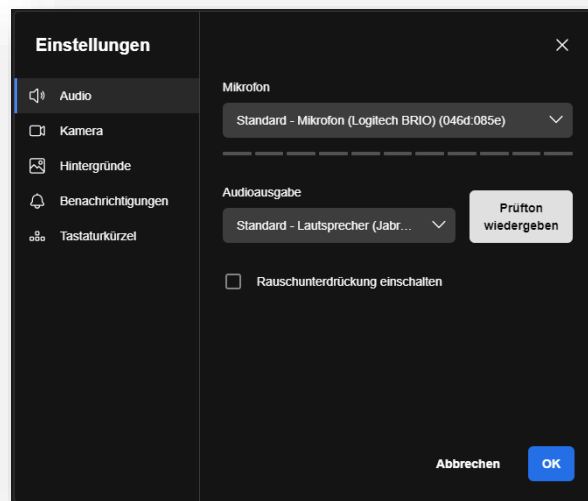 Einstellungen
Audio
Kamera
Hintergründe
Benachrichtigungen
Tastaturkürzel
Mikrofon
Standard - Mikrofon (Logitech BRIO) (046d:085e)
Audioausgabe
Standard - Lautsprecher (Jabr...
Prüfton
wiedergeben
Rauschunterdrückung einschalten
Abbrechen
OK